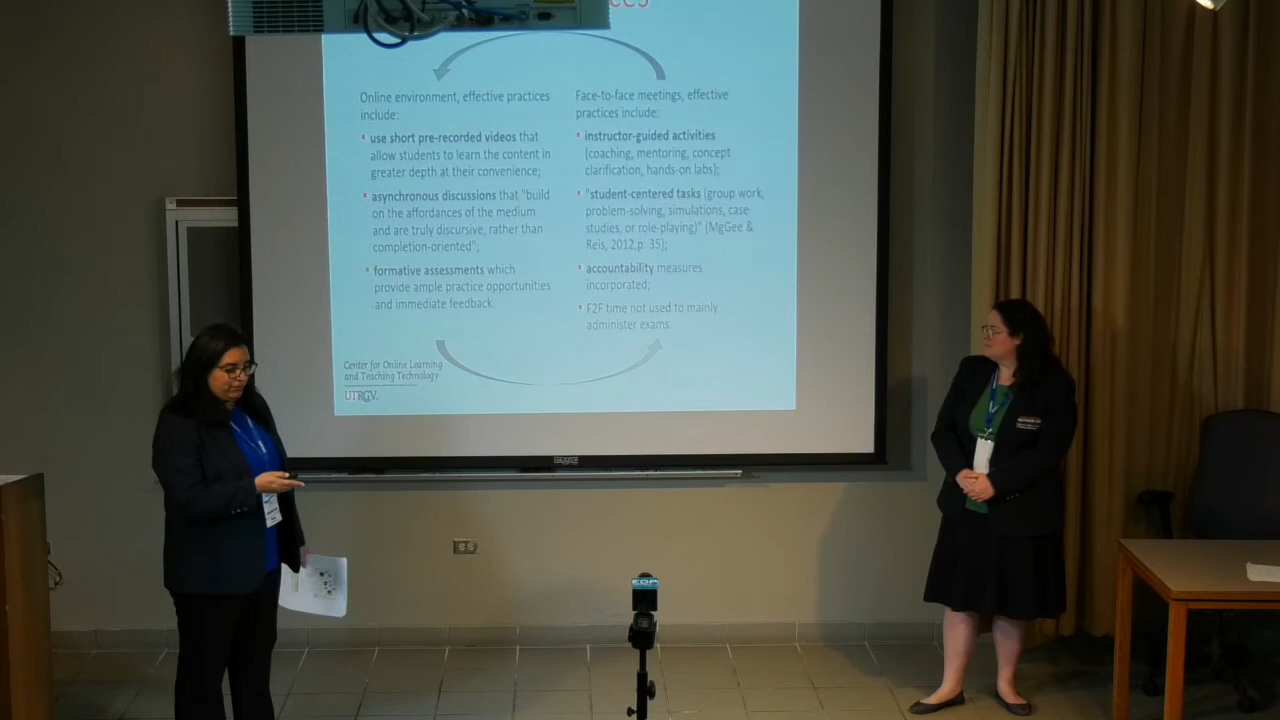 Online environment, effective practices
include:
use short pre-recorded videos that
allow students to learn the content in
greater depth at their convenience;
asynchronous discussions that "build
on the affordances of the medium
and are truly discursive, rather than
completion-oriented";
formative assessments which
provide ample practice opportunities
and immediate feedback.
Face-to-face meetings, effective
practices include:
instructor-guided activities
(coaching, mentoring, concept
clarification, hands-on labs);
"student-centered tasks (group work,
problem-solving, simulations, case
studies, or role-playing)" (MgGee &
Reis, 2012,p. 35);
accountability measures
incorporated;
F2F time not used to mainly
administer exams.
Center for Online Learning
and Teaching Technology
UTRGV.